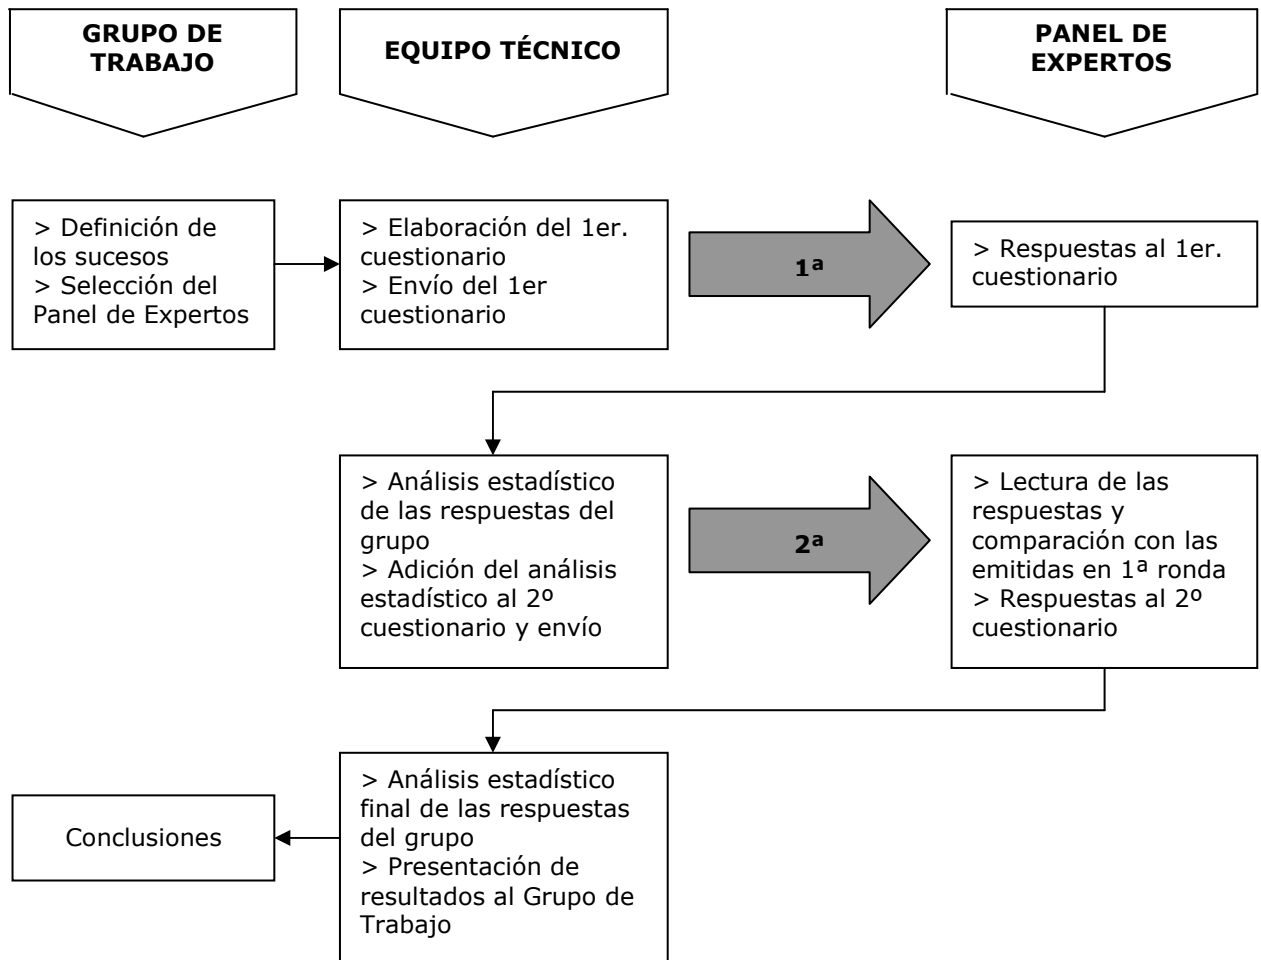 GRUPO DE
TRABAJO
EQUIPO TÉCNICO
PANEL DE
EXPERTOS
> Definición de
los sucesos
> Selección del
Panel de Expertos
> Elaboración del 1er.
cuestionario
> Envío del 1er
cuestionario
1ª
> Respuestas al 1er.
cuestionario
> Análisis estadístico
de las respuestas del
grupo
> Adición del análisis
estadístico al 2º
cuestionario y envío
2ª
> Lectura de las
respuestas y
comparación con las
emitidas en 1ª ronda
> Respuestas al 2º
cuestionario
> Análisis estadístico
final de las respuestas
del grupo
> Presentación de
resultados al Grupo de
Trabajo
Conclusiones